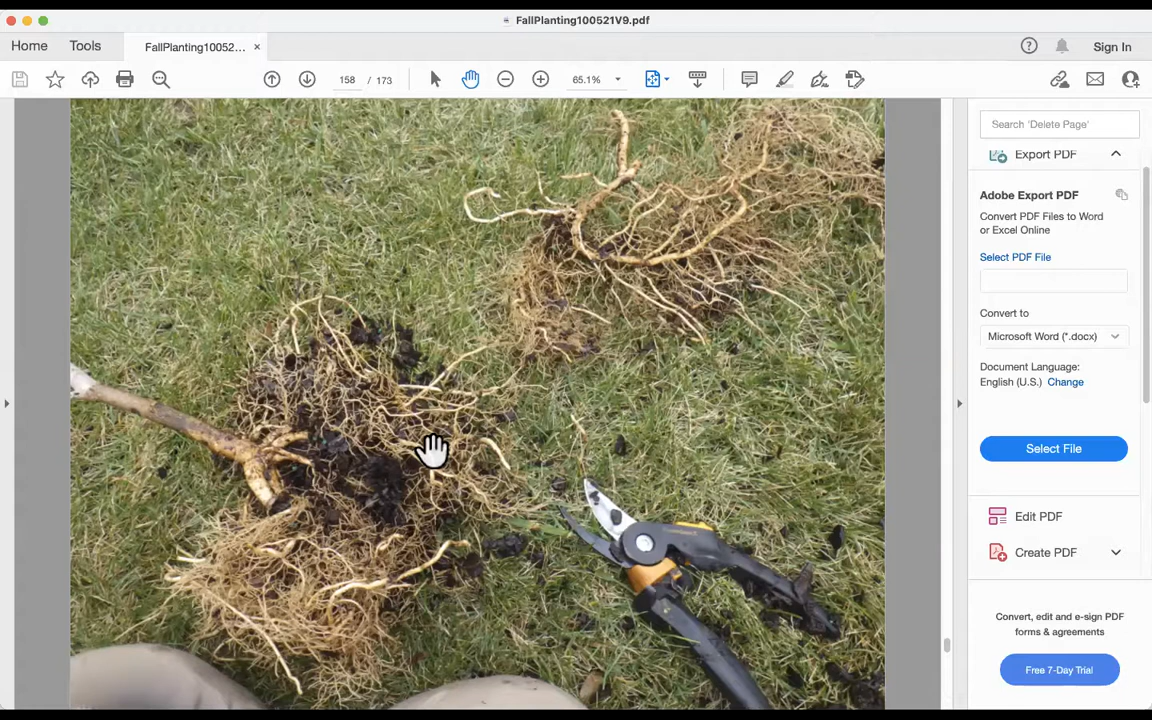 FallPlanting100521V9.pdf
Home
Tools
FallPlanting10052...
Sign In
158 / 173
65.1%
Search 'Delete Page'
Export PDF
Adobe Export PDF
Convert PDF Files to Word
or Excel Online
Select PDF File
Convert to
Microsoft Word (*.docx)
Document Language:
English (U.S.) Change
Select File
Edit PDF
Create PDF
Convert, edit and e-sign PDF
forms & agreements
Free 7-Day Trial